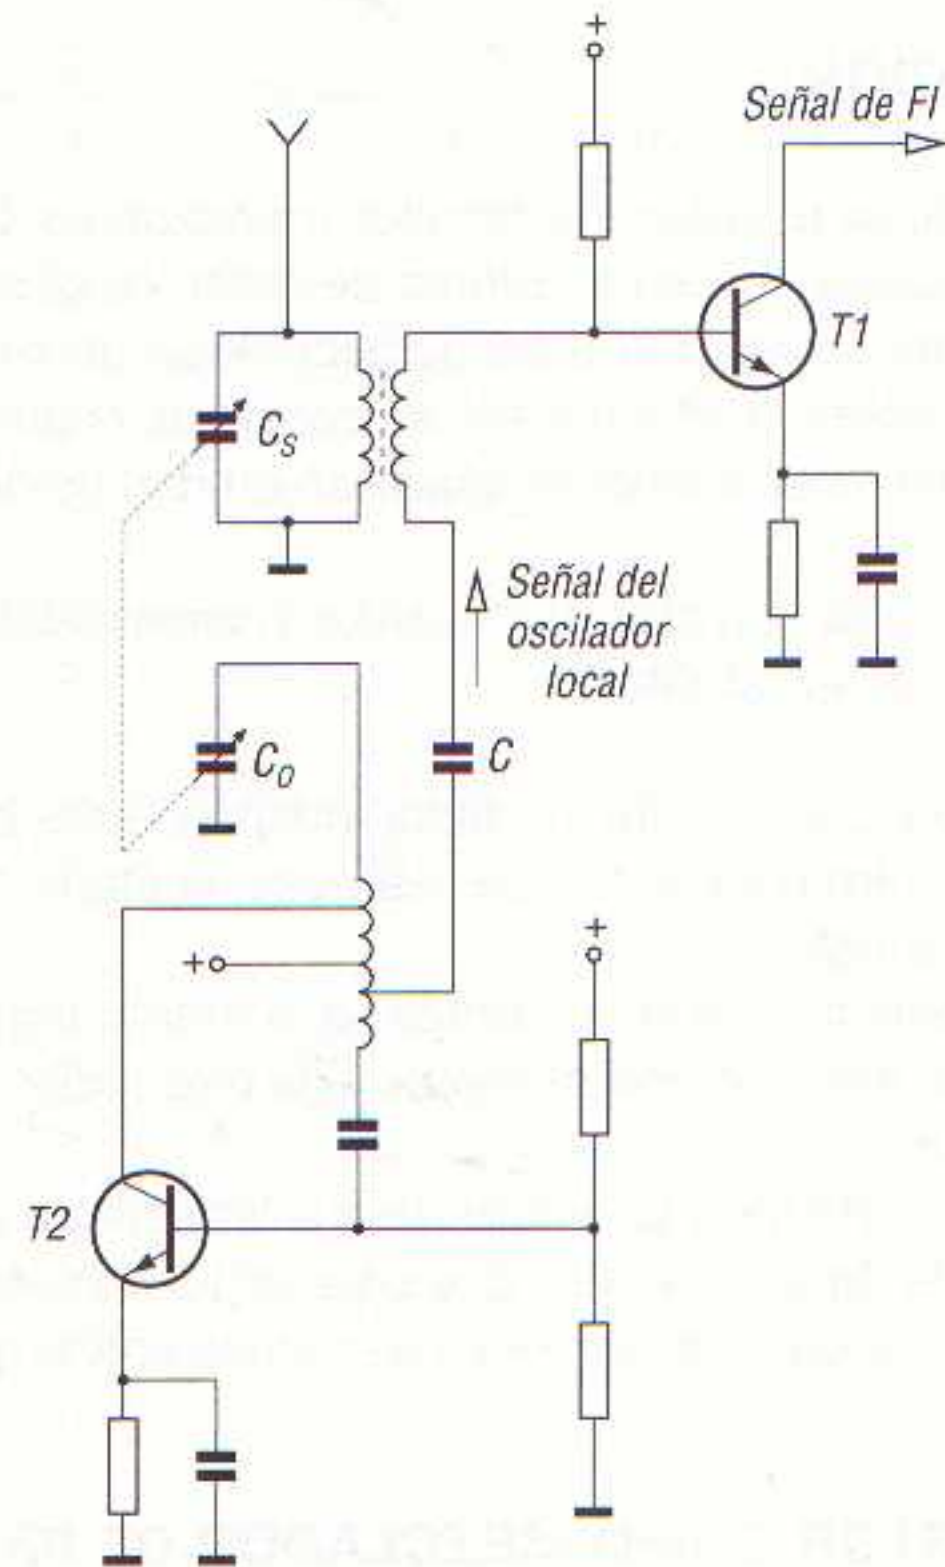 +
Señal de FI
T1
C_S
Señal del
oscilador
local
C_O
C
+
+
T2